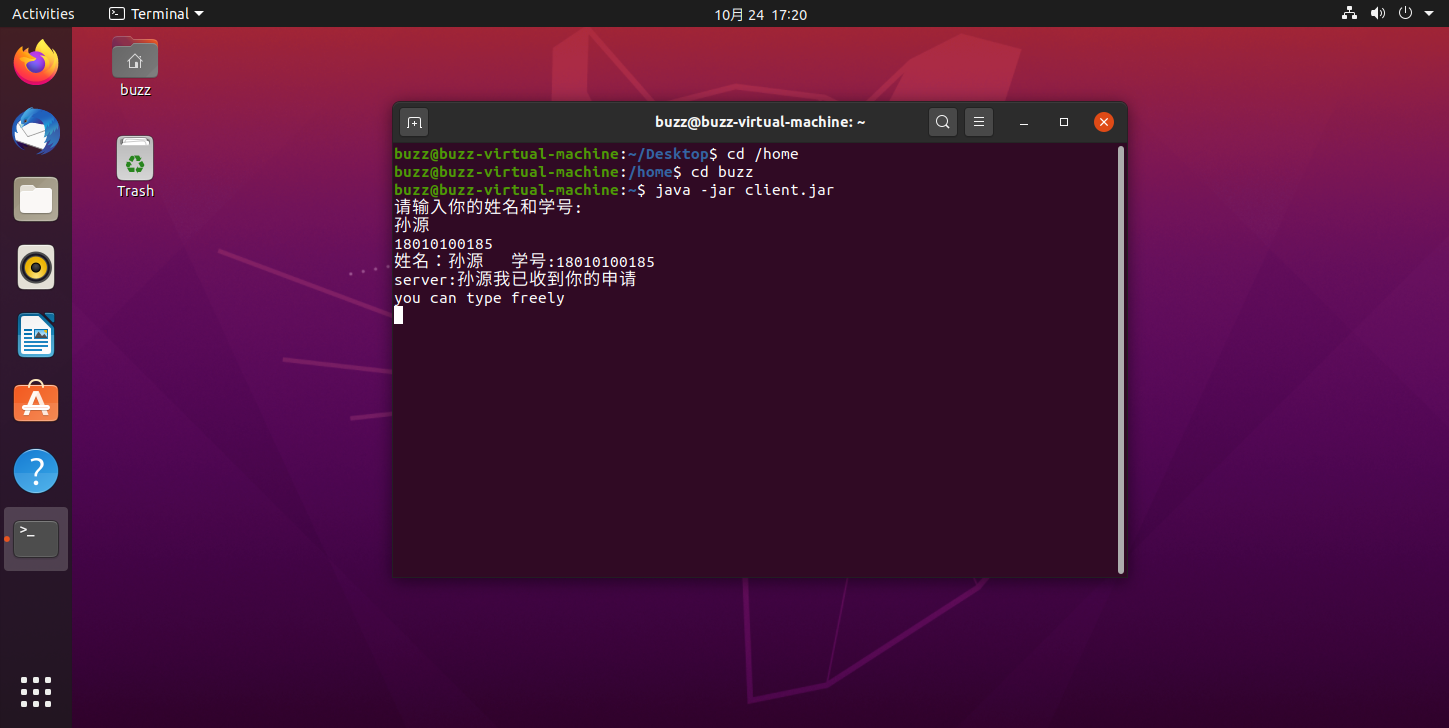 Activities
Terminal
10月 24 17:20
buzz
Trash
buzz@buzz-virtual-machine: ~
buzz@buzz-virtual-machine:~/Desktop$ cd /home
buzz@buzz-virtual-machine:/home$ cd buzz
buzz@buzz-virtual-machine:~$ java -jar client.jar
请输入你的姓名和学号:
孙源
18010100185
姓名：孙源   学号:18010100185
server:孙源我已收到你的申请
you can type freely